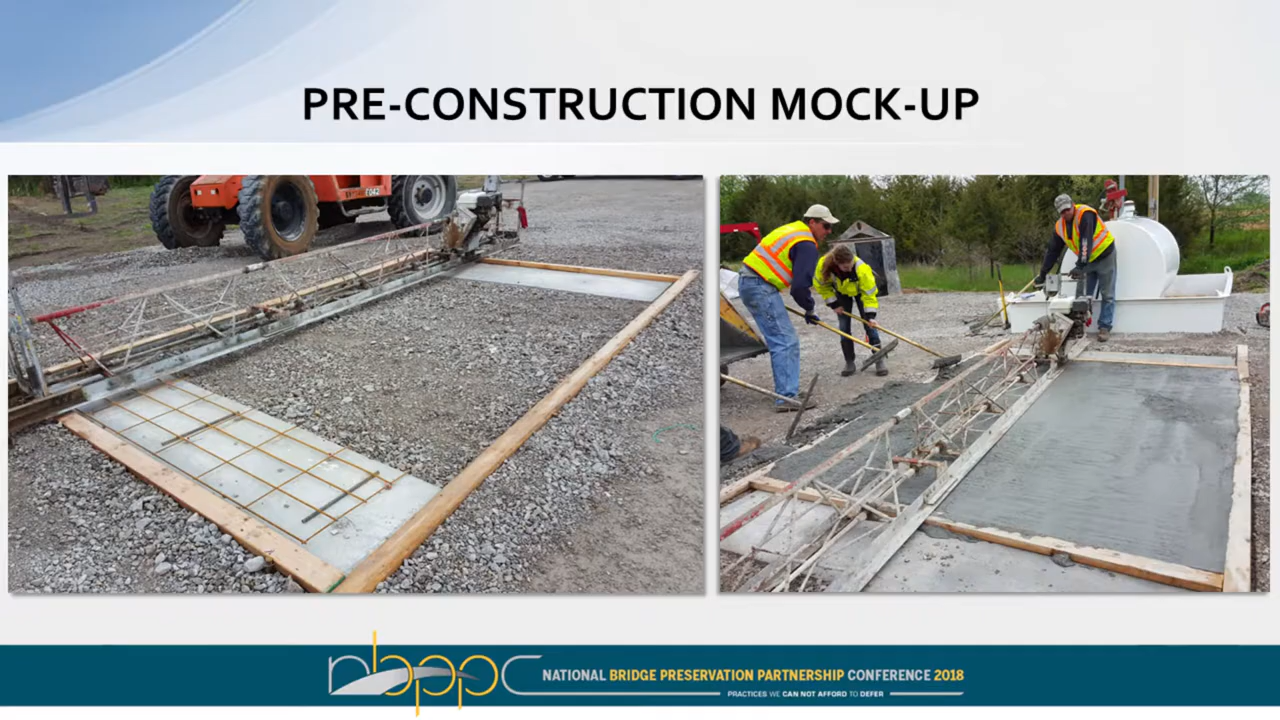 PRE-CONSTRUCTION MOCK-UP
nbppc NATIONAL BRIDGE PRESERVATION PARTNERSHIP CONFERENCE 2018
PRACTICES WE CAN NOT AFFORD TO DEFER